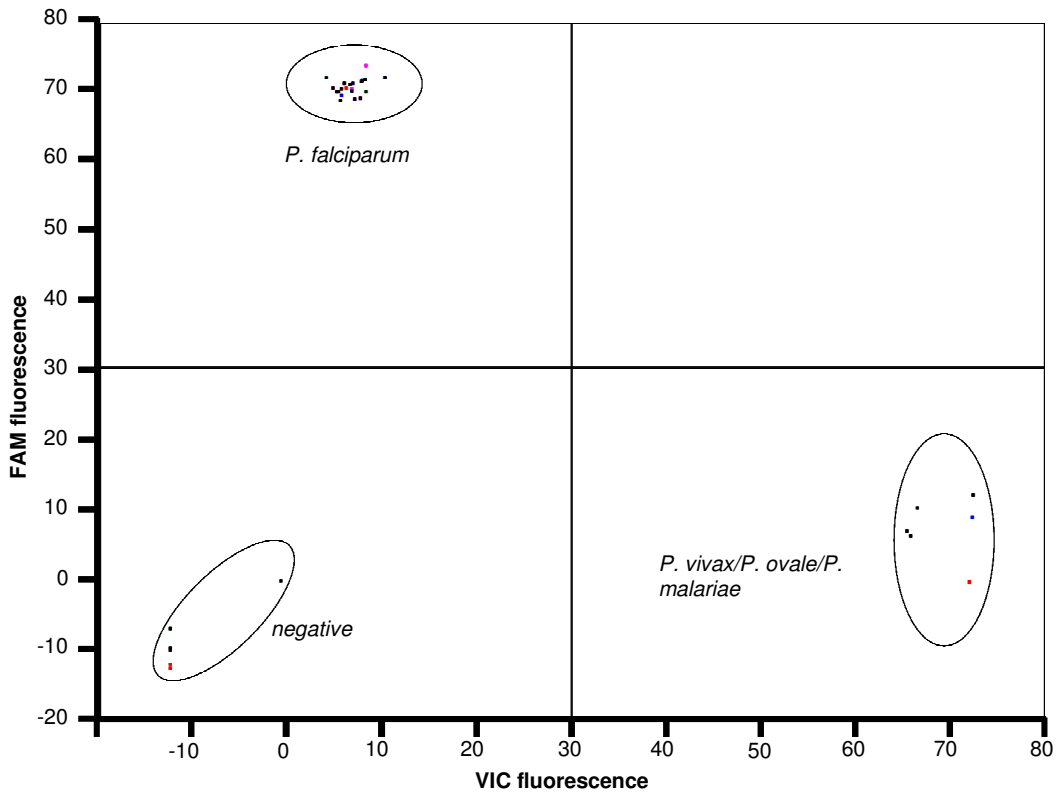 80
70
60
50
40
30
20
10
0
-10
-20
FAM fluorescence
P. falciparum
P. vivax/P. ovale/P.
malariae
negative
-10 0 10 20 30 40 50 60 70 80
VIC fluorescence